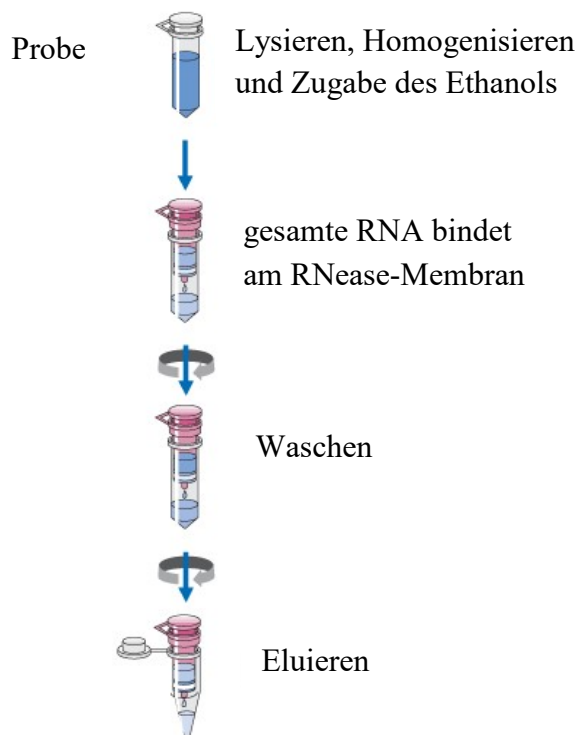 Probe
Lysieren, Homogenisieren
und Zugabe des Ethanols
gesamte RNA bindet
am RNease-Membran
Waschen
Eluieren